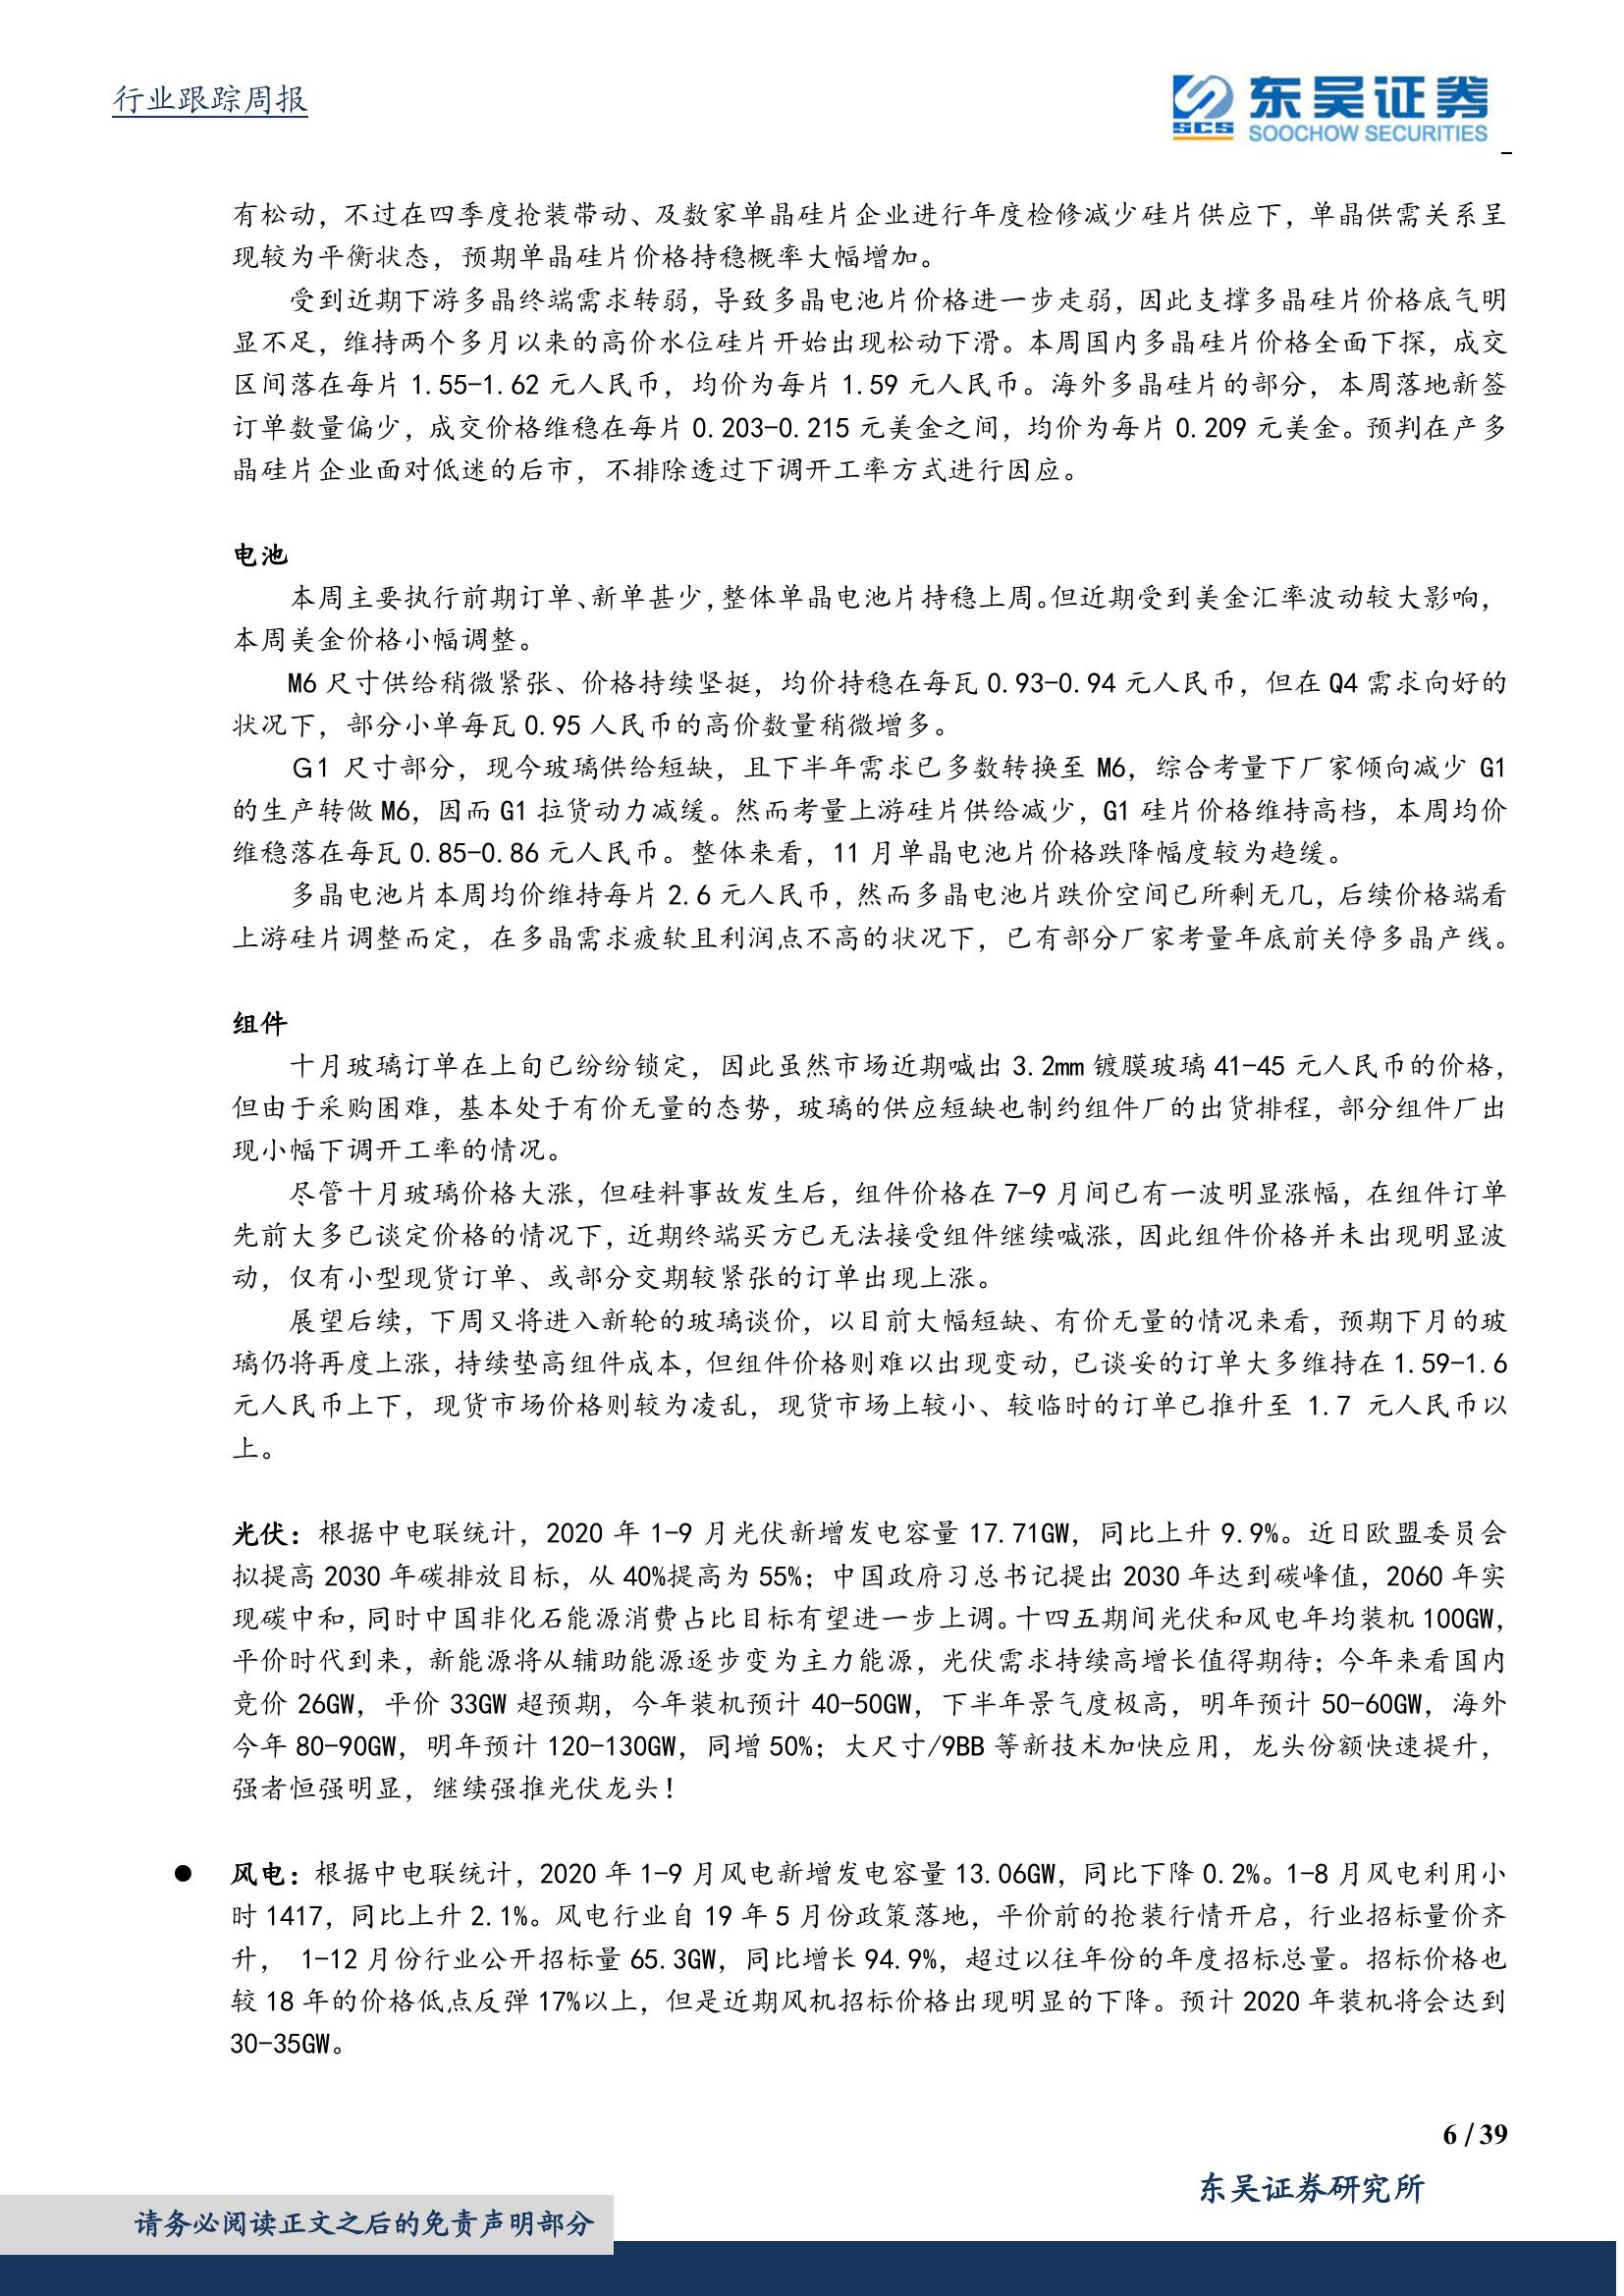 行业跟踪周报
SCS
东吴证券
SOOCHOW SECURITIES
有松动，不过在四季度抢装带动、及数家单晶硅片企业进行年度检修减少硅片供应下，单晶供需关系呈
现较为平衡状态，预期单晶硅片价格持稳概率大幅增加。
受到近期下游多晶终端需求转弱，导致多晶电池片价格进一步走弱，因此支撑多晶硅片价格底气明
显不足，维持两个多月以来的高价水位硅片开始出现松动下滑。本周国内多晶硅片价格全面下探，成交
区间落在每片 1.55-1.62 元人民币，均价为每片 1.59 元人民币。海外多晶硅片的部分，本周落地新签
订单数量偏少，成交价格维稳在每片 0.203-0.215 元美金之间，均价为每片 0.209 元美金。预判在产多
晶硅片企业面对低迷的后市，不排除透过下调开工率方式进行因应。
电池
本周主要执行前期订单、新单甚少，整体单晶电池片持稳上周。但近期受到美金汇率波动较大影响，
本周美金价格小幅调整。
M6 尺寸供给稍微紧张、价格持续坚挺，均价持稳在每瓦 0.93-0.94 元人民币，但在 Q4 需求向好的
状况下，部分小单每瓦 0.95 人民币的高价数量稍微增多。
G1 尺寸部分，现今玻璃供给短缺，且下半年需求已多数转换至 M6，综合考量下厂家倾向减少 G1
的生产转做 M6，因而 G1 拉货动力减缓。然而考量上游硅片供给减少，G1 硅片价格维持高档，本周均价
维稳落在每瓦 0.85-0.86 元人民币。整体来看，11 月单晶电池片价格跌降幅度较为趋缓。
多晶电池片本周均价维持每片 2.6 元人民币，然而多晶电池片跌价空间已所剩无几，后续价格端看
上游硅片调整而定，在多晶需求疲软且利润点不高的状况下，已有部分厂家考量年底前关停多晶产线。
组件
十月玻璃订单在上旬已纷纷锁定，因此虽然市场近期喊出 3.2mm 镀膜玻璃 41-45 元人民币的价格，
但由于采购困难，基本处于有价无量的态势，玻璃的供应短缺也制约组件厂的出货排程，部分组件厂出
现小幅下调开工率的情况。
尽管十月玻璃价格大涨，但硅料事故发生后，组件价格在 7-9 月间已有一波明显涨幅，在组件订单
先前大多已谈定价格的情况下，近期终端买方已无法接受组件继续喊涨，因此组件价格并未出现明显波
动，仅有小型现货订单、或部分交期较紧张的订单出现上涨。
展望后续，下周又将进入新轮的玻璃谈价，以目前大幅短缺、有价无量的情况来看，预期下月的玻
璃仍将再度上涨，持续垫高组件成本，但组件价格则难以出现变动，已谈妥的订单大多维持在 1.59-1.6
元人民币上下，现货市场价格则较为凌乱，现货市场上较小、较临时的订单已推升至 1.7 元人民币以
上。
光伏：根据中电联统计，2020 年 1-9 月光伏新增发电容量 17.71GW，同比上升 9.9%。近日欧盟委员会
拟提高 2030 年碳排放目标，从 40%提高为 55%；中国政府习总书记提出 2030 年达到碳峰值，2060 年实
现碳中和，同时中国非化石能源消费占比目标有望进一步上调。十四五期间光伏和风电年均装机 100GW，
平价时代到来，新能源将从辅助能源逐步变为主力能源，光伏需求持续高增长值得期待；今年来看国内
竞价 26GW，平价 33GW 超预期，今年装机预计 40-50GW，下半年景气度极高，明年预计 50-60GW，海外
今年 80-90GW，明年预计 120-130GW，同增 50%；大尺寸/9BB 等新技术加快应用，龙头份额快速提升，
强者恒强明显，继续强推光伏龙头！
● 风电：根据中电联统计，2020 年 1-9 月风电新增发电容量 13.06GW，同比下降 0.2%。1-8 月风电利用小
时 1417，同比上升 2.1%。风电行业自 19 年 5 月份政策落地，平价前的抢装行情开启，行业招标量价齐
升， 1-12 月份行业公开招标量 65.3GW，同比增长 94.9%，超过以往年份的年度招标总量。招标价格也
较 18 年的价格低点反弹 17%以上，但是近期风机招标价格出现明显的下降。预计 2020 年装机将会达到
30-35GW。
6 / 39
东吴证券研究所
请务必阅读正文之后的免责声明部分